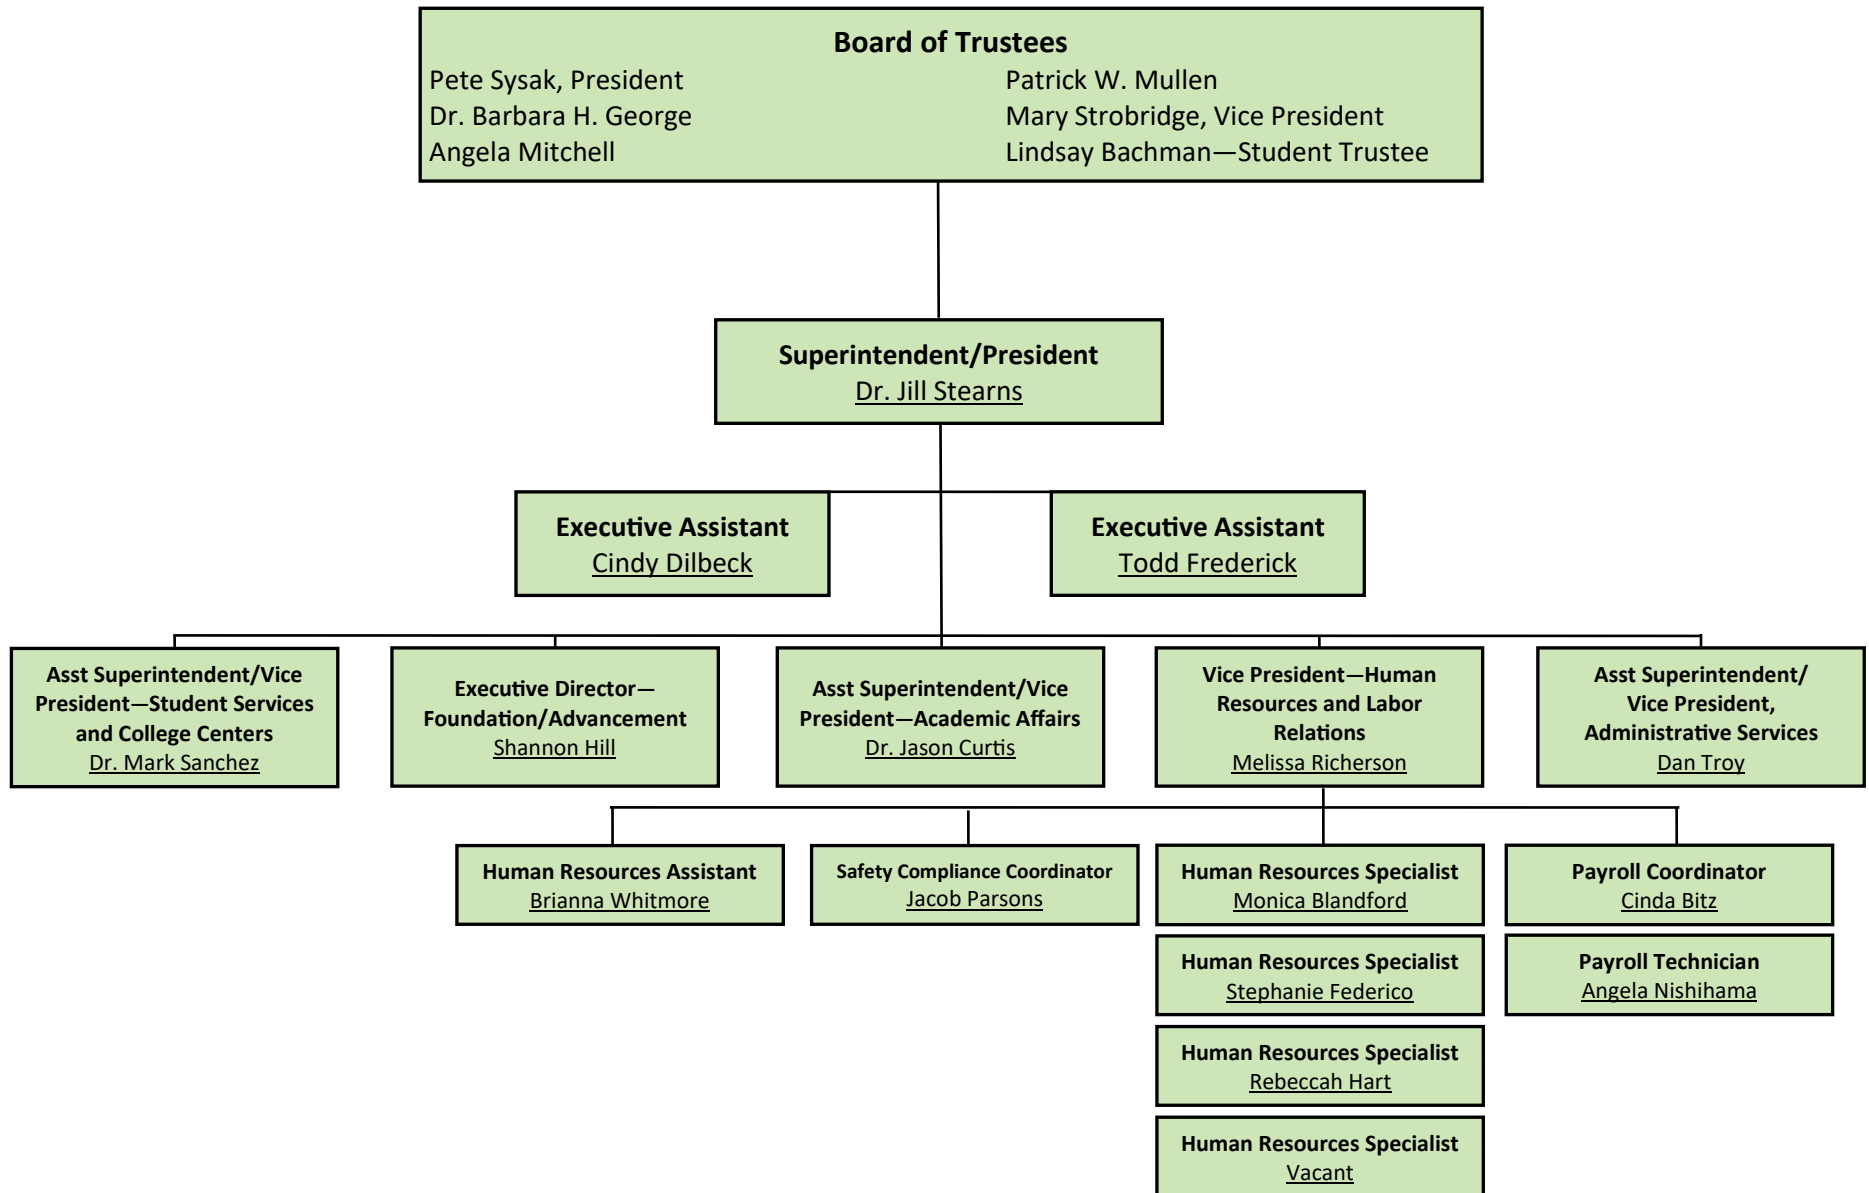 Board of Trustees
Pete Sysak, President
Dr. Barbara H. George
Angela Mitchell
Patrick W. Mullen
Mary Strobridge, Vice President
Lindsay Bachman—Student Trustee
Superintendent/President
Dr. Jill Stearns
Executive Assistant
Cindy Dilbeck
Executive Assistant
Todd Frederick
Asst Superintendent/Vice
President—Student Services
and College Centers
Dr. Mark Sanchez
Executive Director—
Foundation/Advancement
Shannon Hill
Asst Superintendent/Vice
President—Academic Affairs
Dr. Jason Curtis
Vice President—Human
Resources and Labor
Relations
Melissa Richerson
Asst Superintendent/
Vice President,
Administrative Services
Dan Troy
Human Resources Assistant
Brianna Whitmore
Safety Compliance Coordinator
Jacob Parsons
Human Resources Specialist
Monica Blandford
Human Resources Specialist
Stephanie Federico
Human Resources Specialist
Rebeccah Hart
Human Resources Specialist
Vacant
Payroll Coordinator
Cinda Bitz
Payroll Technician
Angela Nishihama